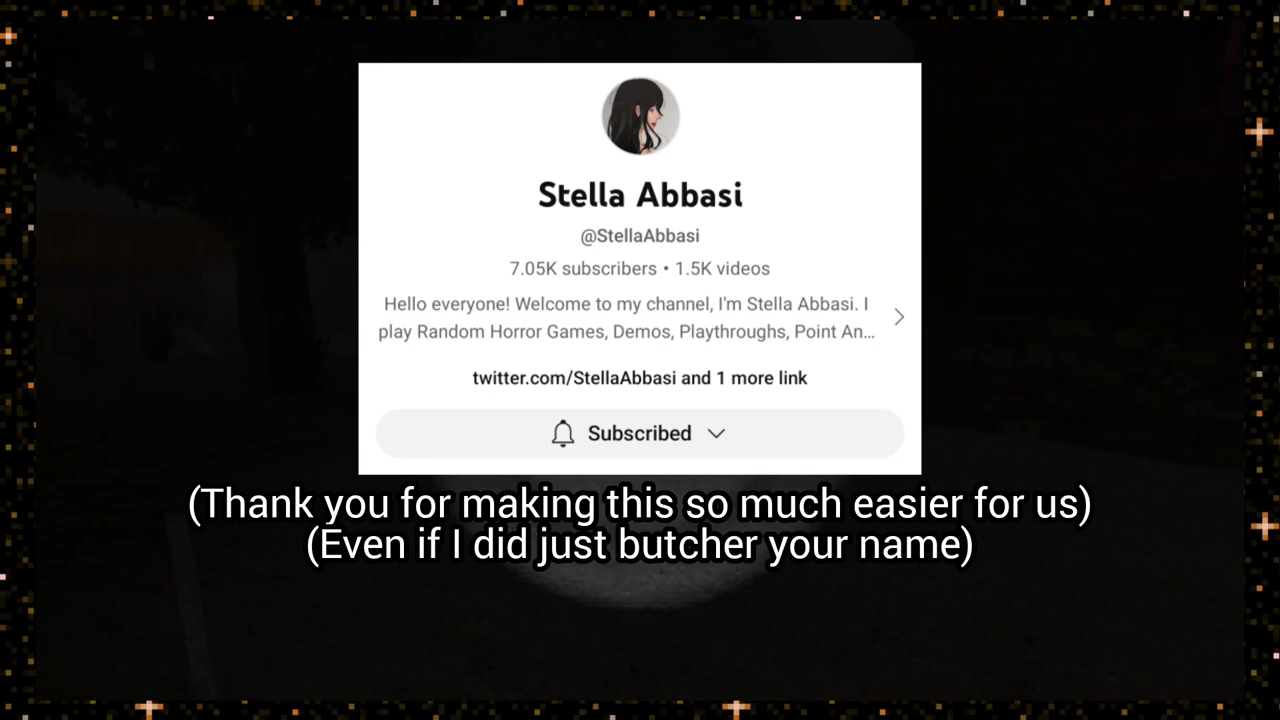 Stella Abbasi
@StellaAbbasi
7.05K subscribers • 1.5K videos
Hello everyone! Welcome to my channel, I'm Stella Abbasi. I
play Random Horror Games, Demos, Playthroughs, Point An...
twitter.com/StellaAbbasi and 1 more link
Subscribed
(Thank you for making this so much easier for us)
(Even if I did just butcher your name)